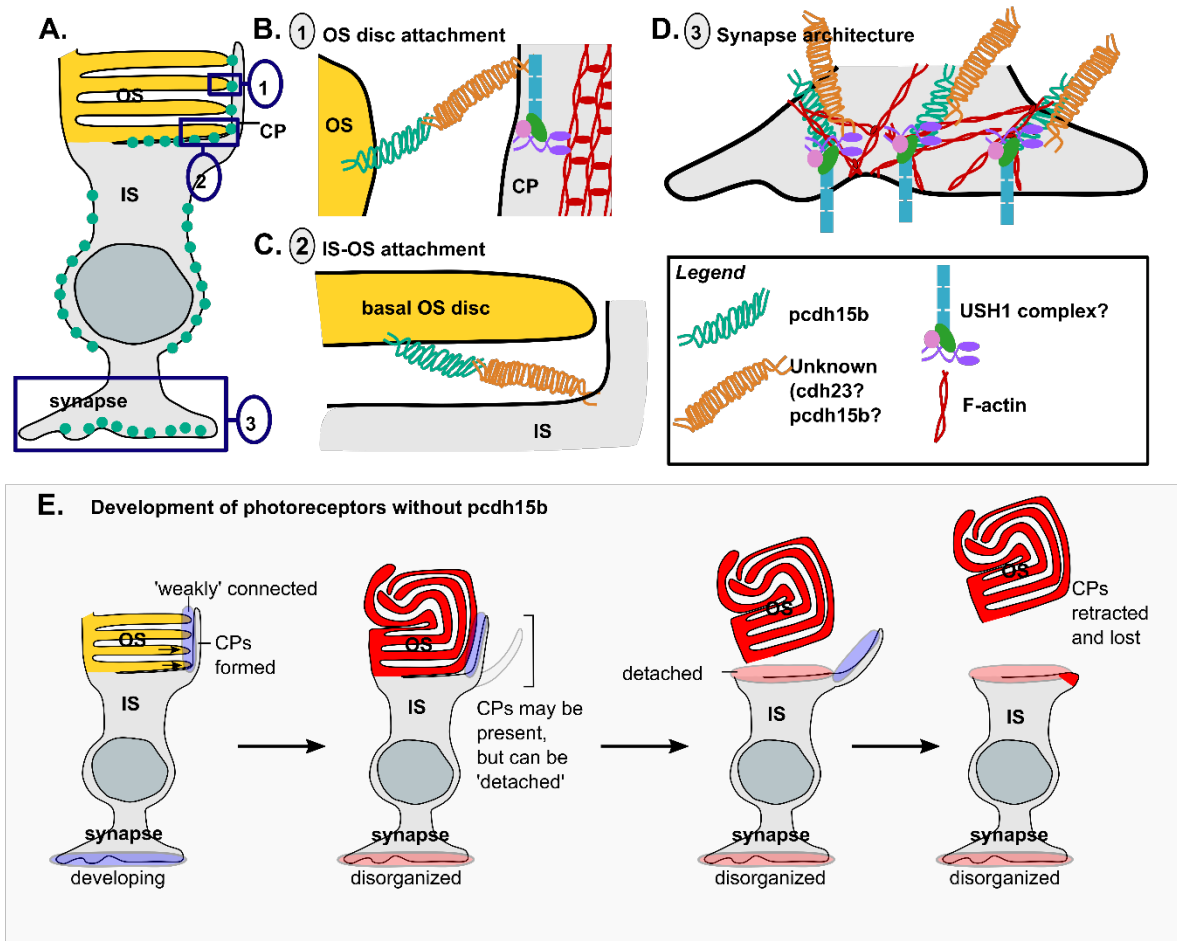 A.
OS
1
CP
2
IS
synapse
3
B. 1 OS disc attachment
OS
CP
C. 2 IS-OS attachment
basal OS disc
IS
D. 3 Synapse architecture
Legend
pcdh15b
USH1 complex?
Unknown
(cdh23?
pcdh15b?
F-actin
E. Development of photoreceptors without pcdh15b
'weakly' connected
OS
CPs
formed
IS
synapse
developing
OS
IS
CPs may be
present,
but can be
'detached'
synapse
disorganized
OS
detached
IS
synapse
disorganized
OS
CPs
retracted
and lost
IS
synapse
disorganized